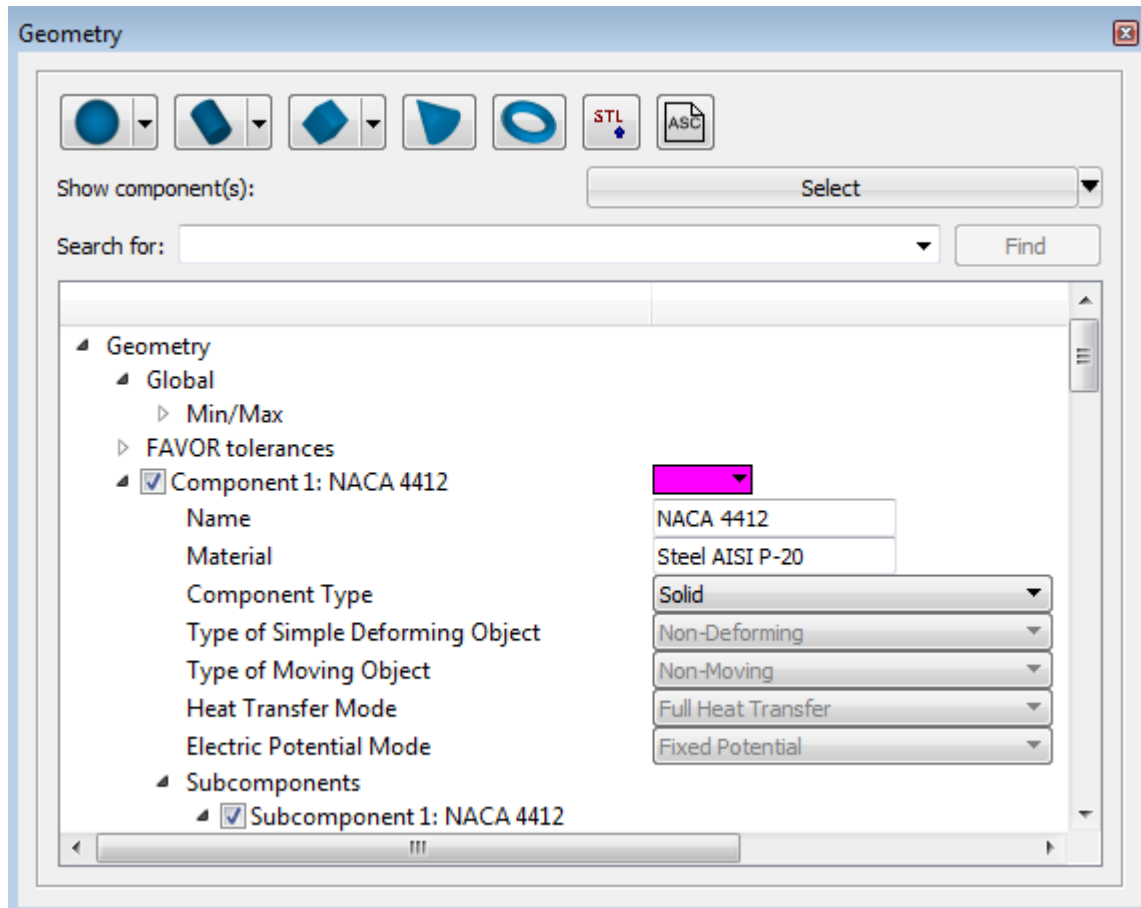 Geometry
STL
ASC
Show component(s): Select
Search for: Find
Geometry
Global
Min/Max
FAVOR tolerances
Component 1: NACA 4412
Name NACA 4412
Material Steel AISI P-20
Component Type Solid
Type of Simple Deforming Object Non-Deforming
Type of Moving Object Non-Moving
Heat Transfer Mode Full Heat Transfer
Electric Potential Mode Fixed Potential
Subcomponents
Subcomponent 1: NACA 4412